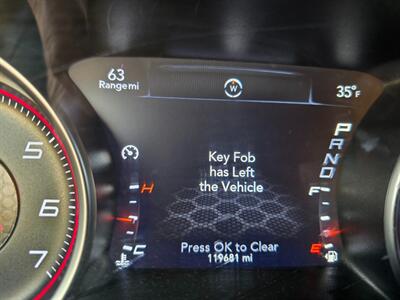 63
Range mi
W
35°F
P
R
A
N
D
Key Fob
has Left
the Vehicle
H
C
F
E
Press OK to Clear
119681 mi
5
6
7